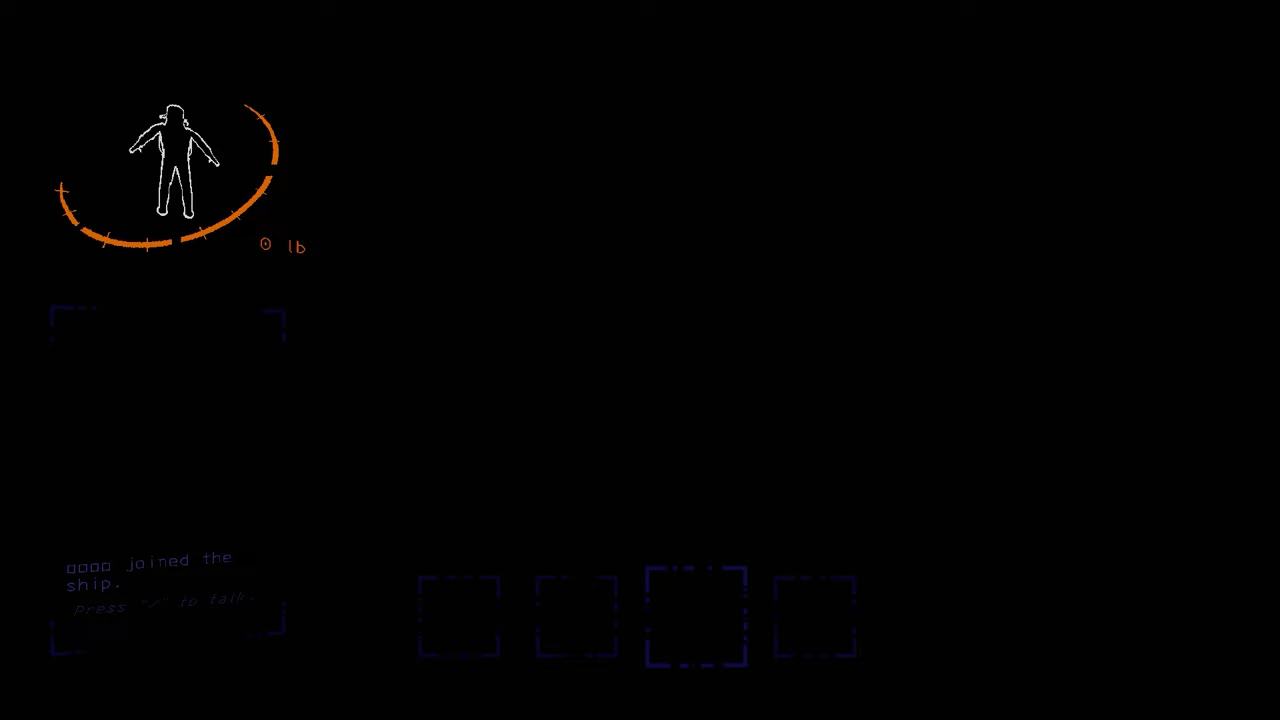 0 lb
□□□□ joined the
ship.
Press "/" to talk.